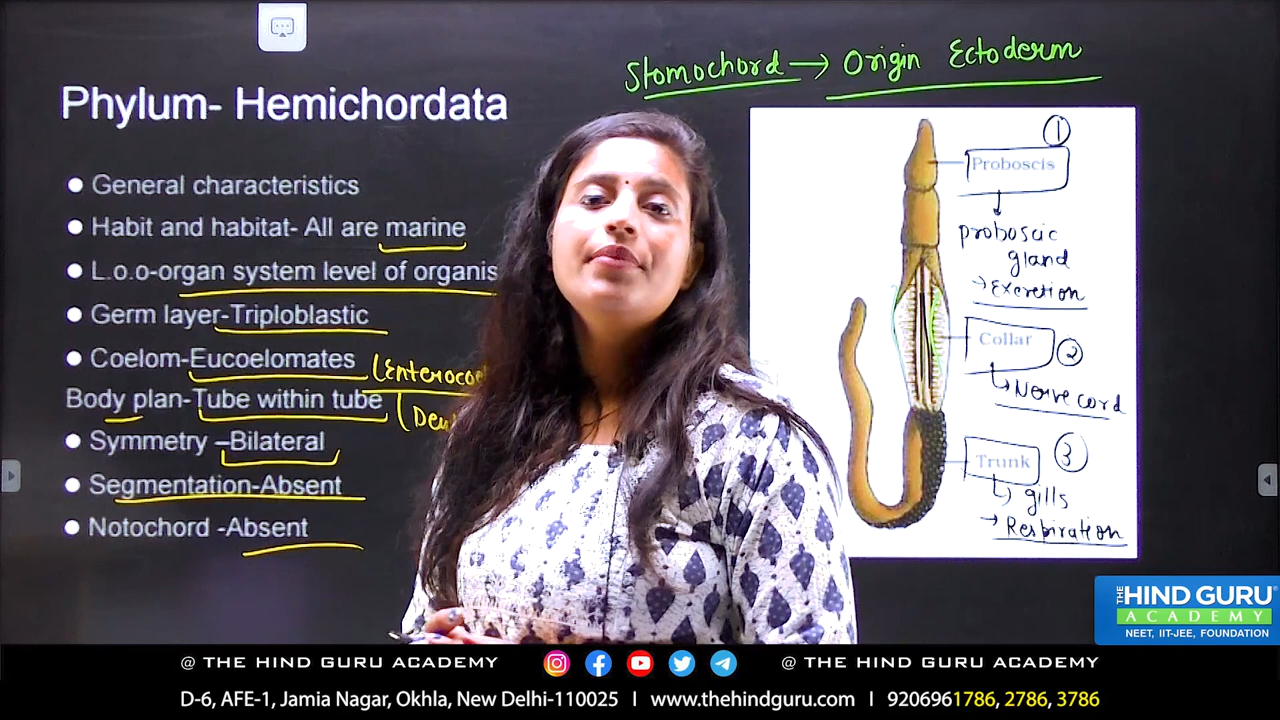 Stomochord → Origin Ectoderm
Phylum- Hemichordata
● General characteristics
● Habit and habitat- All are marine
● L.o.o-organ system level of organis
● Germ layer-Triploblastic
● Coelom-Eucoelomates (Enterocoe
Body plan-Tube within tube
● Symmetry –Bilateral
● Segmentation-Absent
● Notochord -Absent
1
Proboscis
proboscic
gland
→ Excretion
Collar
2
Nerve cord
3
Trunk
gills
→ Respiration
THE HIND GURU
ACADEMY
NEET, IIT-JEE, FOUNDATION
@ THE HIND GURU ACADEMY @ THE HIND GURU ACADEMY
D-6, AFE-1, Jamia Nagar, Okhla, New Delhi-110025 | www.thehindguru.com | 9206961786, 2786, 3786